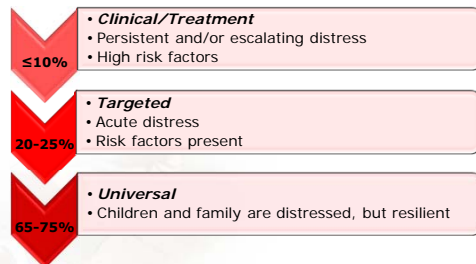 ≤10%
• Clinical/Treatment
• Persistent and/or escalating distress
• High risk factors
20-25%
• Targeted
• Acute distress
• Risk factors present
65-75%
• Universal
• Children and family are distressed, but resilient